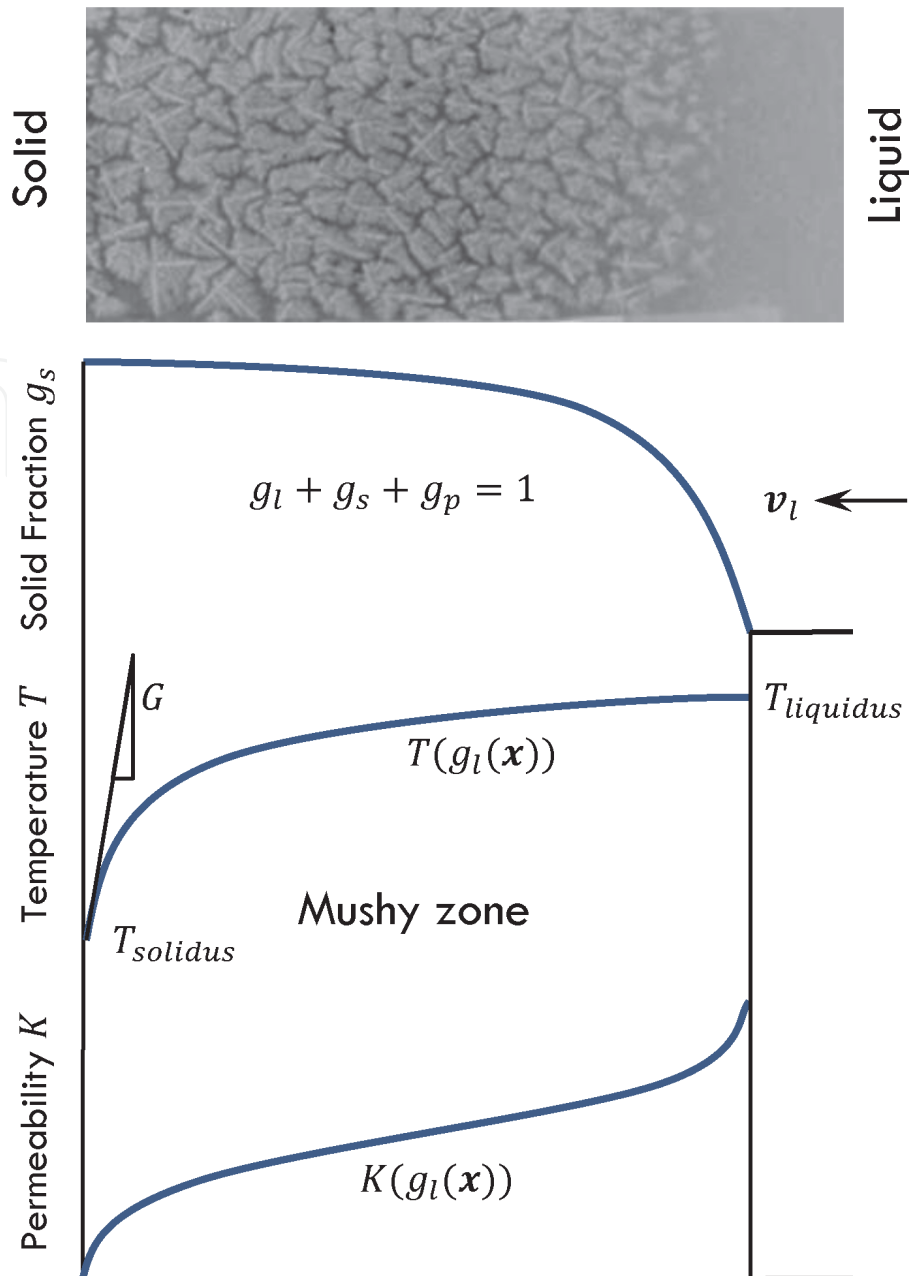 Solid
Liquid
Solid Fraction g_s
g_l + g_s + g_p = 1
v_l
Temperature T
G
T_liquidus
T(g_l(x))
Mushy zone
T_solidus
Permeability K
K(g_l(x))